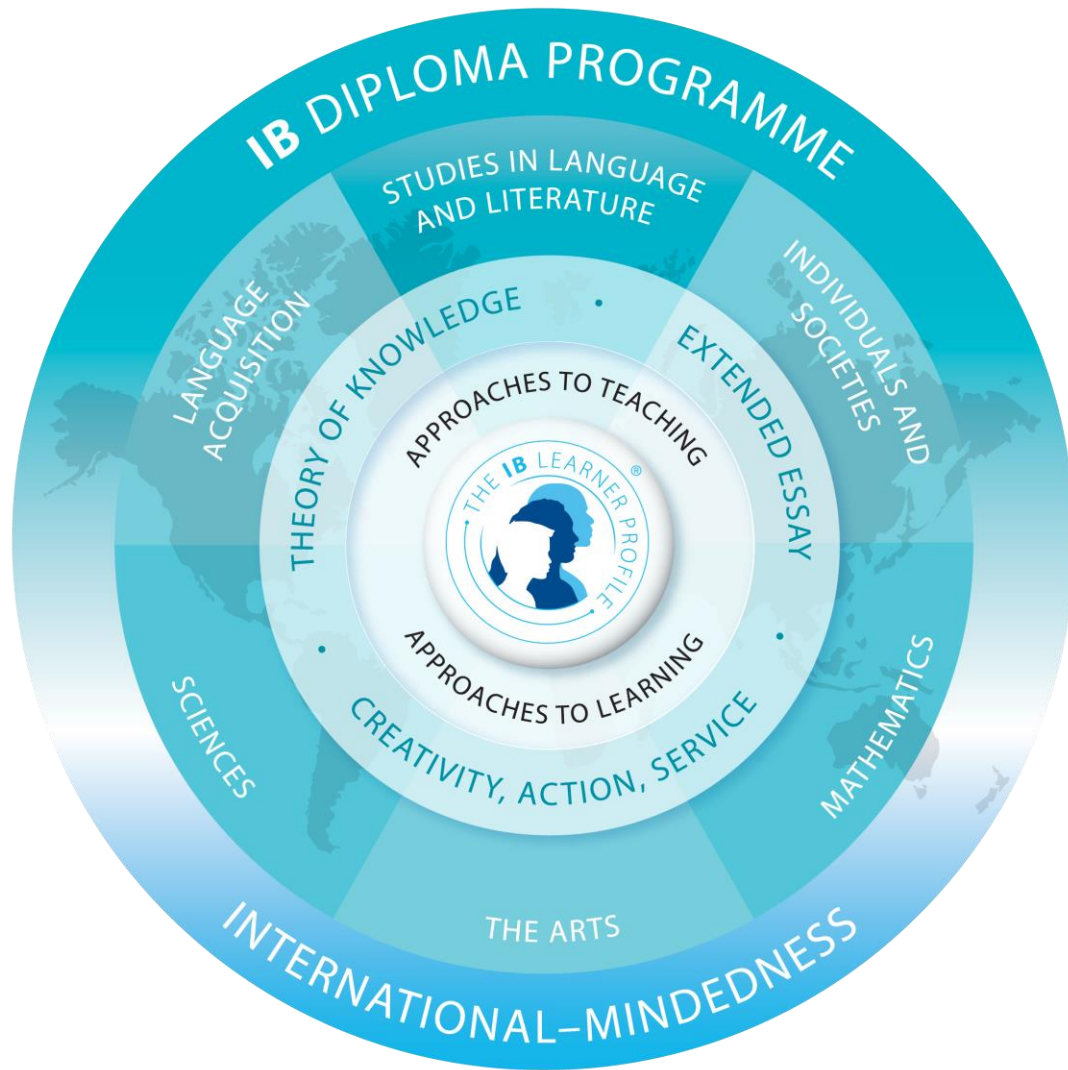 IB DIPLOMA PROGRAMME
STUDIES IN LANGUAGE
AND LITERATURE
LANGUAGE
ACQUISITION
INDIVIDUALS AND
SOCIETIES
THEORY OF KNOWLEDGE •
EXTENDED ESSAY •
APPROACHES TO TEACHING
• THE IB LEARNER PROFILE • ®
APPROACHES TO LEARNING
• CREATIVITY, ACTION, SERVICE
SCIENCES
MATHEMATICS
THE ARTS
INTERNATIONAL–MINDEDNESS